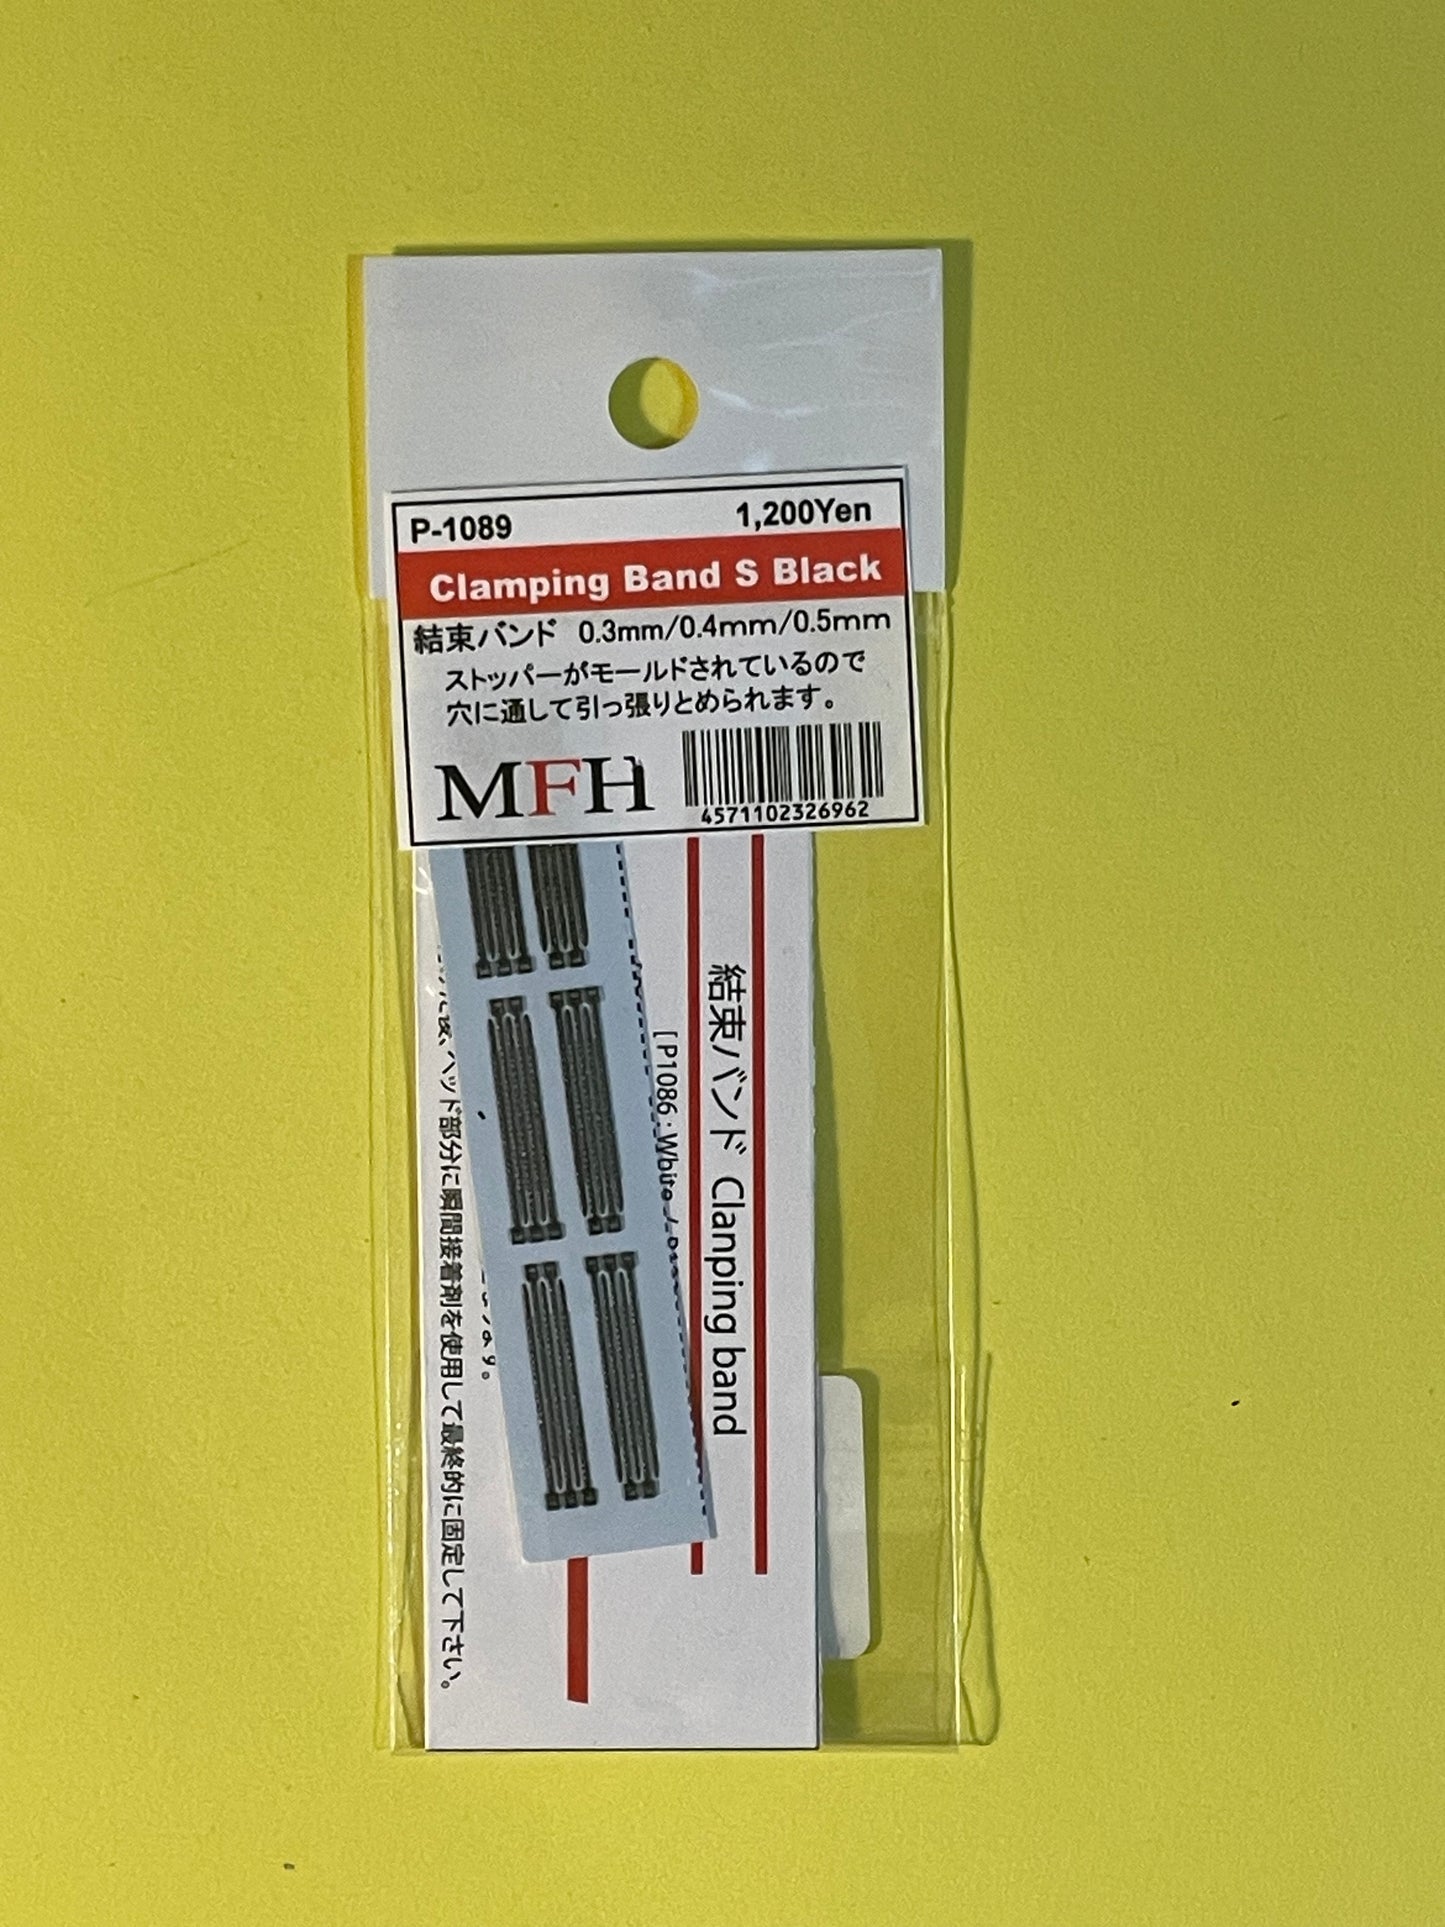 P-1089 1,200Yen
Clamping Band S Black
結束バンド 0.3mm/0.4mm/0.5mm
ストッパーがモールドされているので
穴に通して引っ張りとめられます。
MFH
4571102326962
結束バンド Clanping band
[ P1086 : White /
ヘッド部分に瞬間接着剤を使用して最終的に固定して下さい。